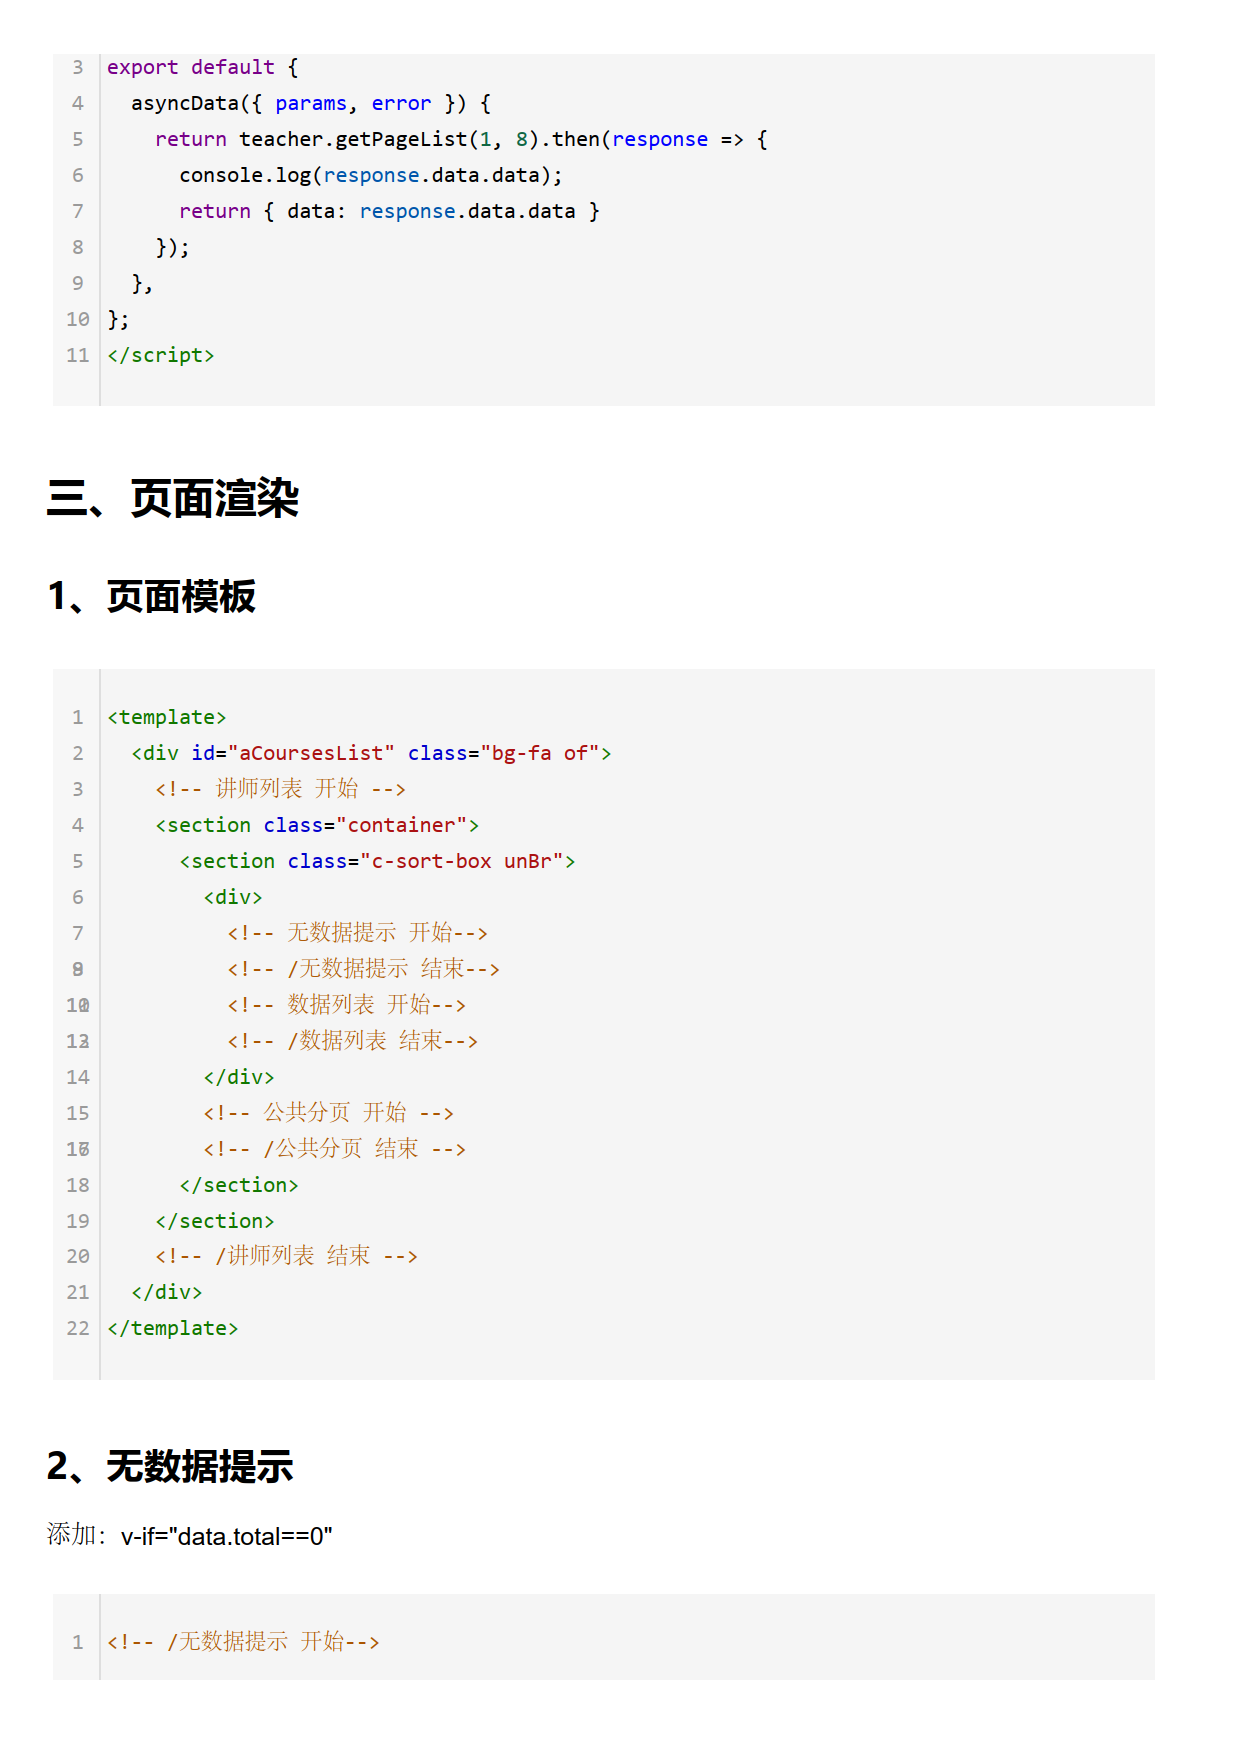 3 export default {
4   asyncData({ params, error }) {
5     return teacher.getPageList(1, 8).then(response => {
6       console.log(response.data.data);
7       return { data: response.data.data }
8     });
9   },
10 };
11 </script>
三、页面渲染
1、页面模板
1 <template>
2   <div id="aCoursesList" class="bg-fa of">
3     <!-- 讲师列表 开始 -->
4     <section class="container">
5       <section class="c-sort-box unBr">
6         <div>
7           <!-- 无数据提示 开始-->
          <!-- /无数据提示 结束-->
          <!-- 数据列表 开始-->
          <!-- /数据列表 结束-->
14         </div>
15         <!-- 公共分页 开始 -->
        <!-- /公共分页 结束 -->
18       </section>
19     </section>
20     <!-- /讲师列表 结束 -->
21   </div>
22 </template>
2、无数据提示
添加：v-if="data.total==0"
1 <!-- /无数据提示 开始-->